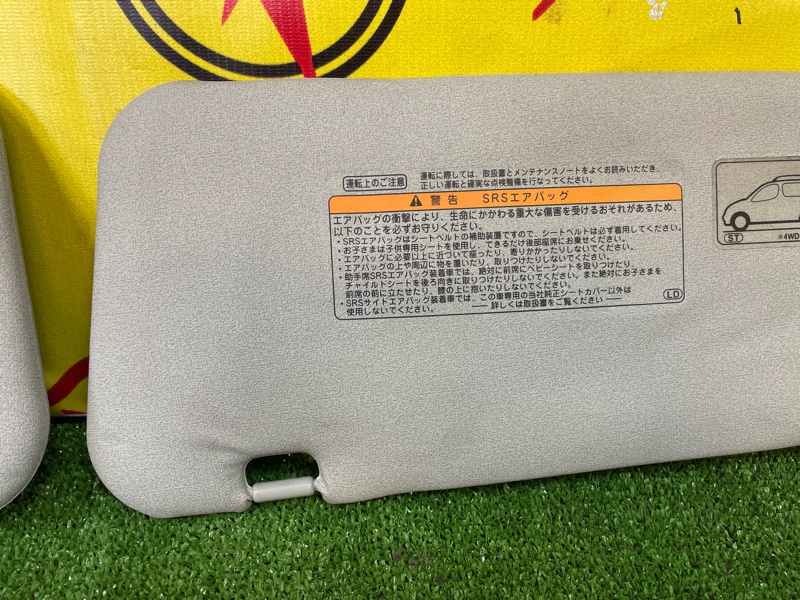 運転上のご注意
運転に際しては、取扱書とメンテナンスノートをよくお読みいただき、
正しい運転と確実な点検整備を行なってください。
警告 SRSエアバッグ
エアバッグの衝撃により、生命にかかわる重大な傷害を受けるおそれがあるため、
以下のことを必ずお守りください。
・SRSエアバッグはシートベルトの補助装置ですので、シートベルトは必ず着用してください。
・お子さまは子供専用シートを使用し、できるだけ後部座席にお乗せください。
・エアバッグに必要以上に近づいて座ったり、寄りかかったりしないでください。
・エアバッグの上や周辺に物を置いたり、取りつけたりしないでください。
・助手席SRSエアバッグ装着車では、絶対に前席にベビーシートを取りつけたり、
チャイルドシートを後ろ向きに取りつけたりしないでください。また絶対にお子さまを
前席の前に立たせたり、膝の上に抱いたりしないでください。
・SRSサイドエアバッグ装着車では、この車専用の当社純正シートカバー以外は
使用しないでください。
詳しくは取扱書をご覧ください
LD
ST
※4WD